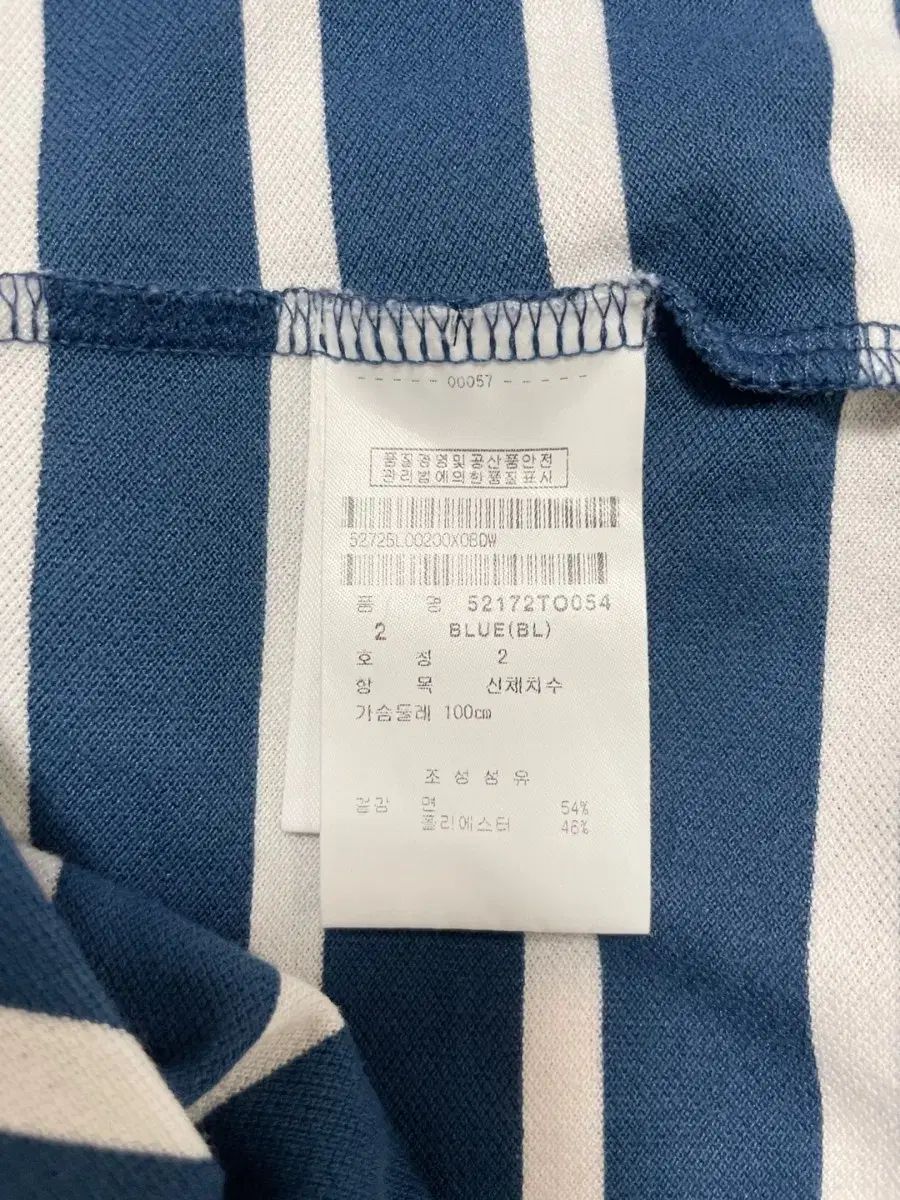 ----- 00057 -----
품질경영및공산품안전
관리법에의한품질표시
52725L00200X0BDW
품 명 52172TO054
2 BLUE(BL)
호 칭 2
항 목 신체치수
가슴둘레 100cm
조성섬유
겉감 면 54%
폴리에스터 46%